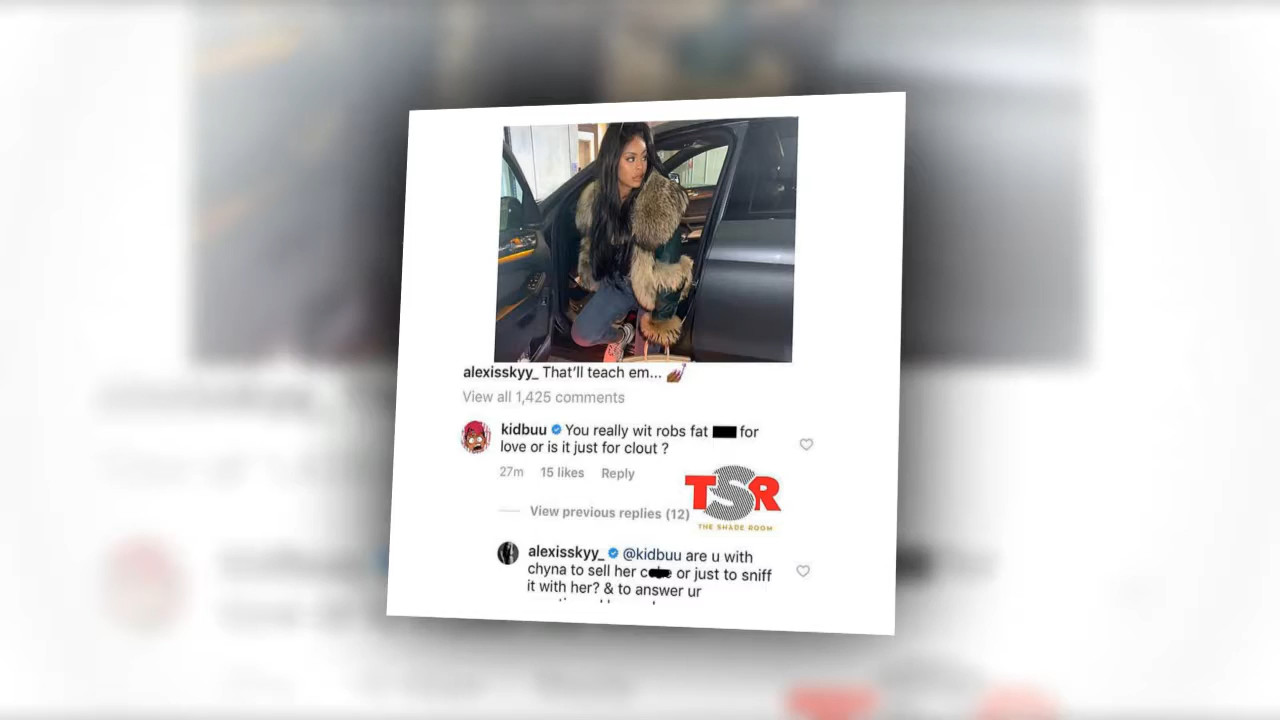 alexisskyy_ That'll teach em...
View all 1,425 comments
kidbuu You really wit robs fat for
love or is it just for clout ?
27m 15 likes Reply
TSR
THE SHADE ROOM
View previous replies (12)
alexisskyy_ @kidbuu are u with
chyna to sell her or just to sniff
it with her? & to answer ur